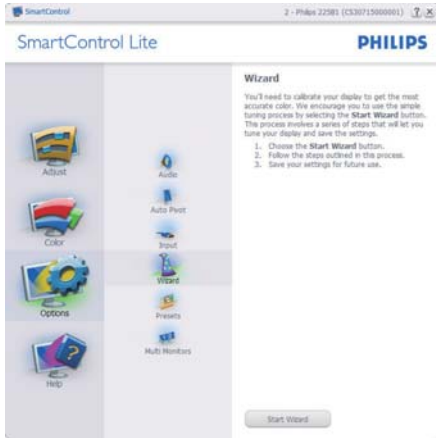 SmartControl
2 - Philips 225B1 (CS30715000001)
SmartControl Lite
PHILIPS
Adjust
Color
Options
Help
Audio
Auto Pivot
Input
Wizard
Presets
Multi Monitors
Wizard
You'll need to calibrate your display to get the most
accurate color. We encourage you to use the simple
tuning process by selecting the Start Wizard button.
This process involves a series of steps that will let you
tune your display and save the settings.
1. Choose the Start Wizard button.
2. Follow the steps outlined in this process.
3. Save your settings for future use.
Start Wizard